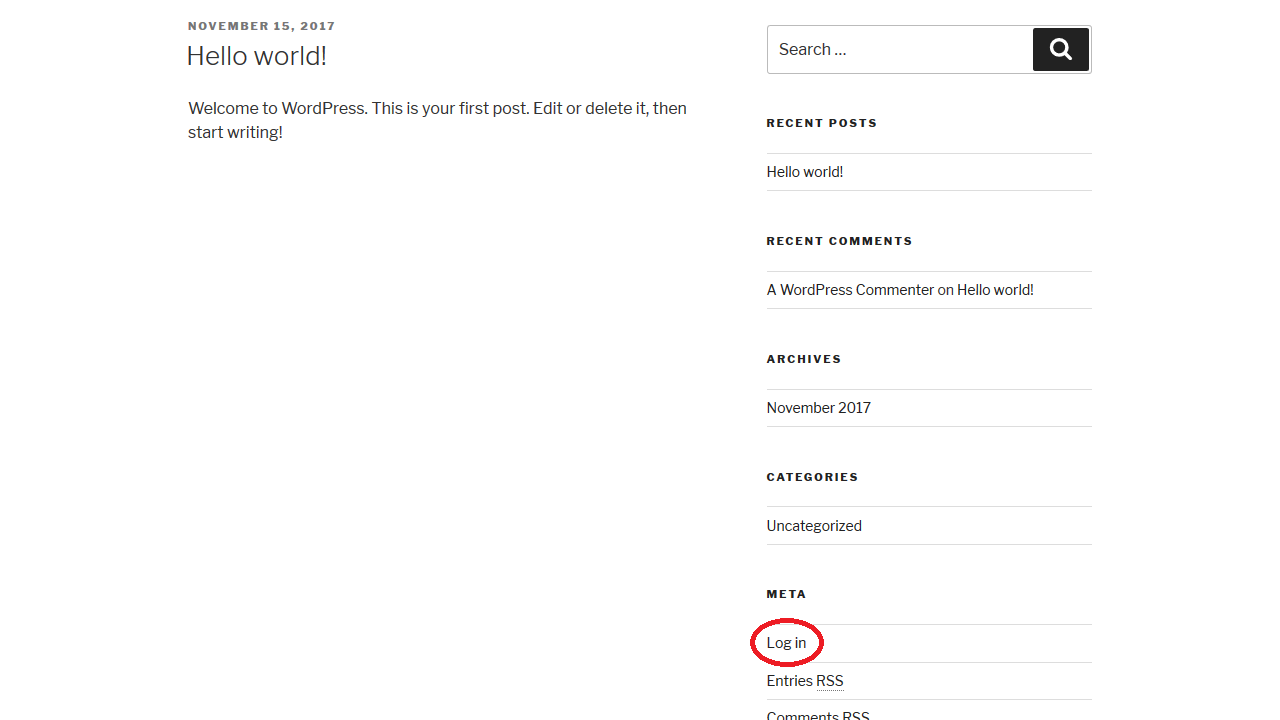 NOVEMBER 15, 2017
Hello world!
Welcome to WordPress. This is your first post. Edit or delete it, then
start writing!
Search …
RECENT POSTS
Hello world!
RECENT COMMENTS
A WordPress Commenter on Hello world!
ARCHIVES
November 2017
CATEGORIES
Uncategorized
META
Log in
Entries RSS
Comments RSS